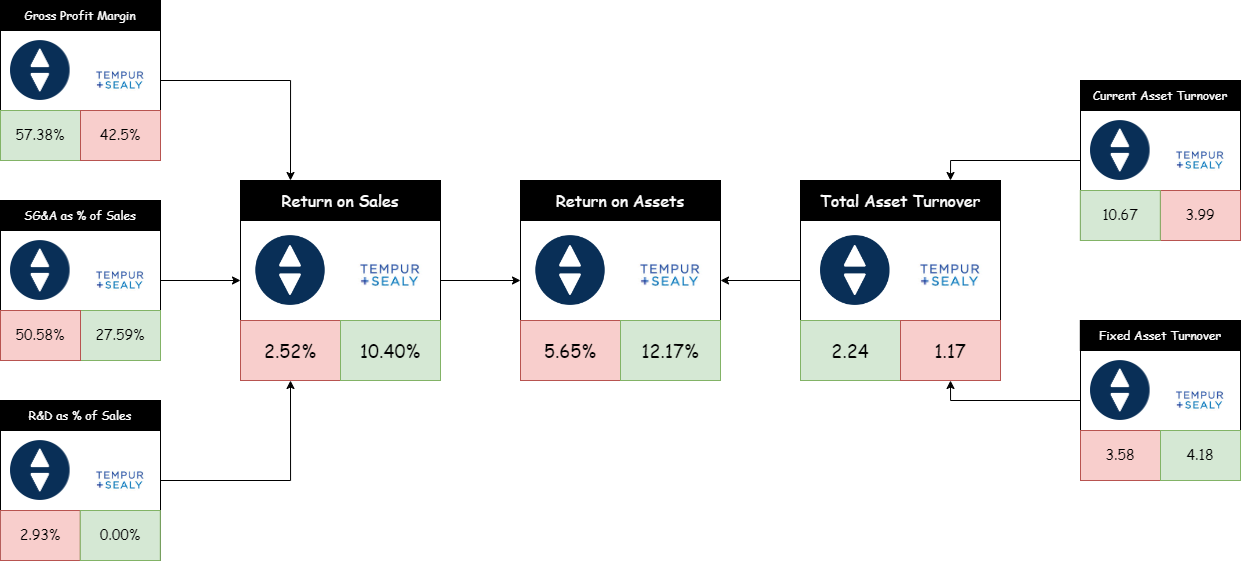 Gross Profit Margin
TEMPUR
+SEALY
57.38% 42.5%
SG&A as % of Sales
TEMPUR
+SEALY
50.58% 27.59%
R&D as % of Sales
TEMPUR
+SEALY
2.93% 0.00%
Return on Sales
TEMPUR
+SEALY
2.52% 10.40%
Return on Assets
TEMPUR
+SEALY
5.65% 12.17%
Total Asset Turnover
TEMPUR
+SEALY
2.24 1.17
Current Asset Turnover
TEMPUR
+SEALY
10.67 3.99
Fixed Asset Turnover
TEMPUR
+SEALY
3.58 4.18